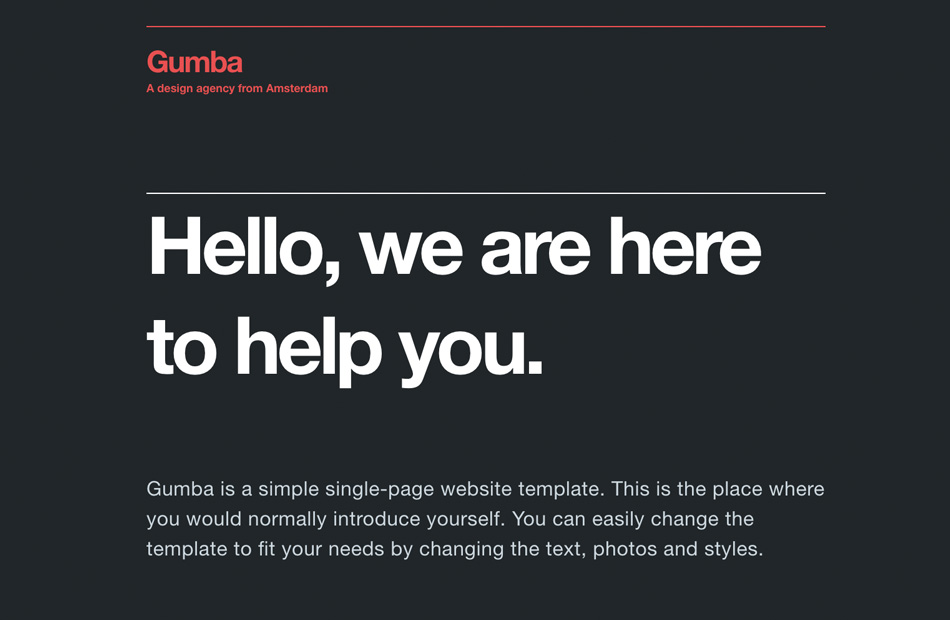 Gumba
A design agency from Amsterdam
Hello, we are here
to help you.
Gumba is a simple single-page website template. This is the place where
you would normally introduce yourself. You can easily change the
template to fit your needs by changing the text, photos and styles.